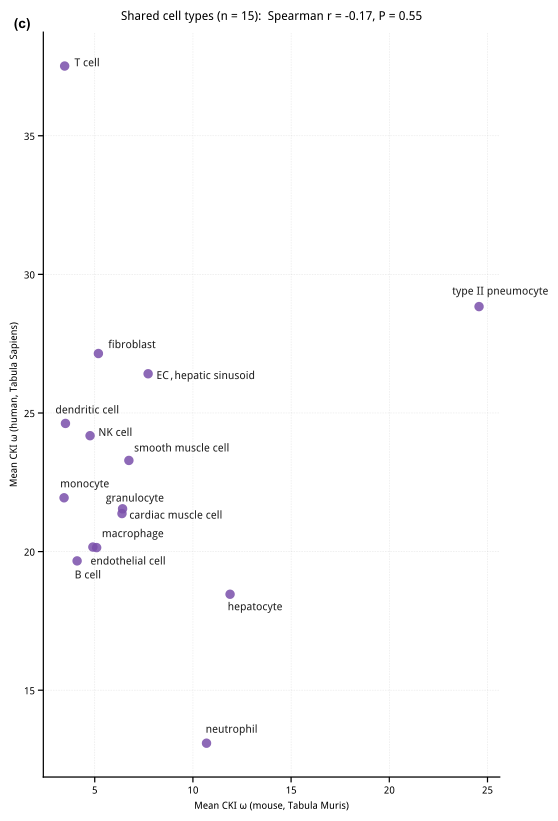 (c)
Shared cell types (n = 15): Spearman r = -0.17, P = 0.55
T cell
35
30
type II pneumocyte
fibroblast
EC, hepatic sinusoid
dendritic cell
25
NK cell
smooth muscle cell
monocyte
granulocyte
cardiac muscle cell
macrophage
20
endothelial cell
B cell
hepatocyte
15
neutrophil
Mean CKI ω (human, Tabula Sapiens)
5 10 15 20 25
Mean CKI ω (mouse, Tabula Muris)